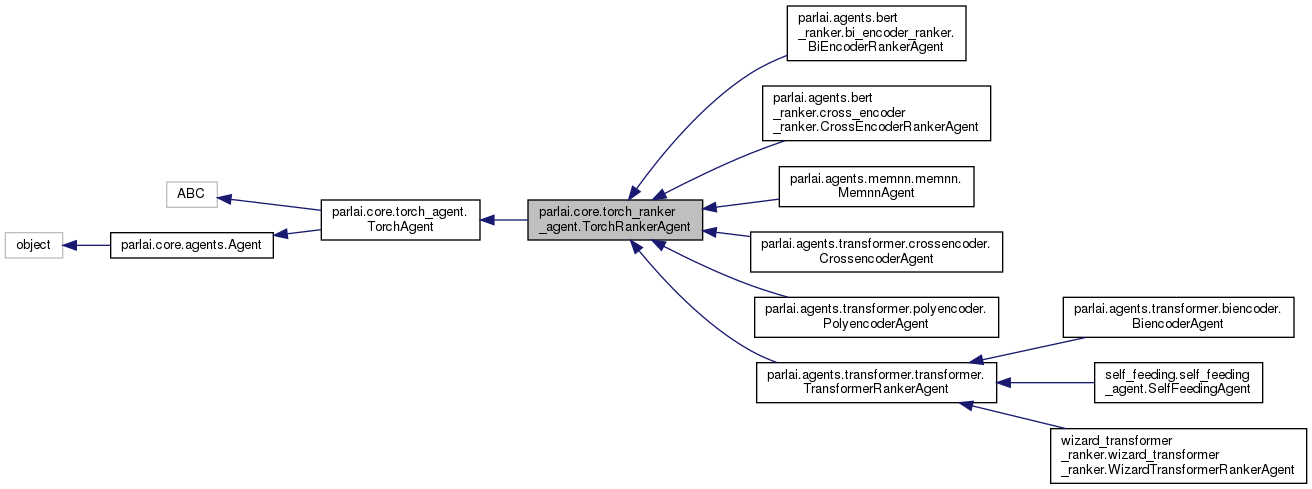 parlai.agents.bert
_ranker.bi_encoder_ranker.
BiEncoderRankerAgent
parlai.agents.bert
_ranker.cross_encoder
_ranker.CrossEncoderRankerAgent
parlai.agents.memnn.memnn.
MemnnAgent
ABC
parlai.core.torch_agent.
TorchAgent
parlai.core.torch_ranker
_agent.TorchRankerAgent
object
parlai.core.agents.Agent
parlai.agents.transformer.crossencoder.
CrossencoderAgent
parlai.agents.transformer.polyencoder.
PolyencoderAgent
parlai.agents.transformer.biencoder.
BiencoderAgent
parlai.agents.transformer.transformer.
TransformerRankerAgent
self_feeding.self_feeding
_agent.SelfFeedingAgent
wizard_transformer
_ranker.wizard_transformer
_ranker.WizardTransformerRankerAgent